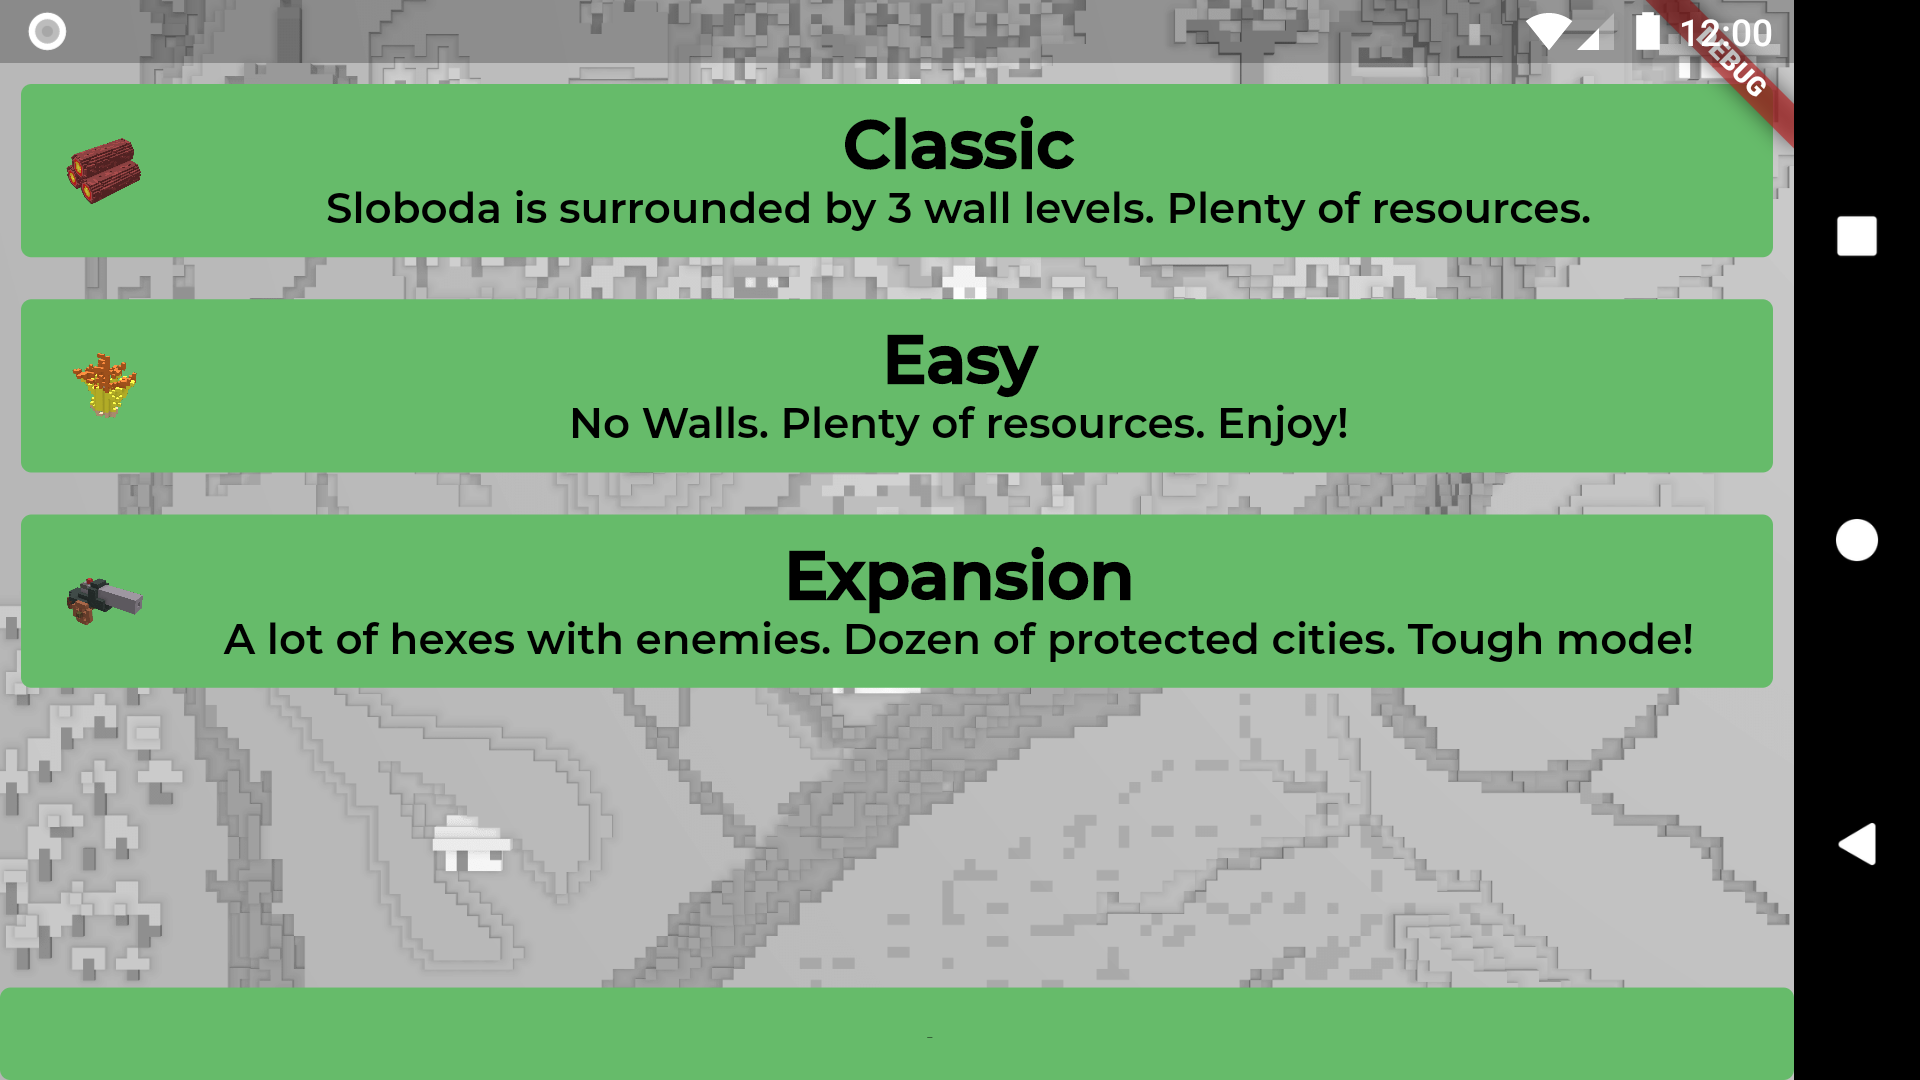 12:00
DEBUG
Classic
Sloboda is surrounded by 3 wall levels. Plenty of resources.
Easy
No Walls. Plenty of resources. Enjoy!
Expansion
A lot of hexes with enemies. Dozen of protected cities. Tough mode!